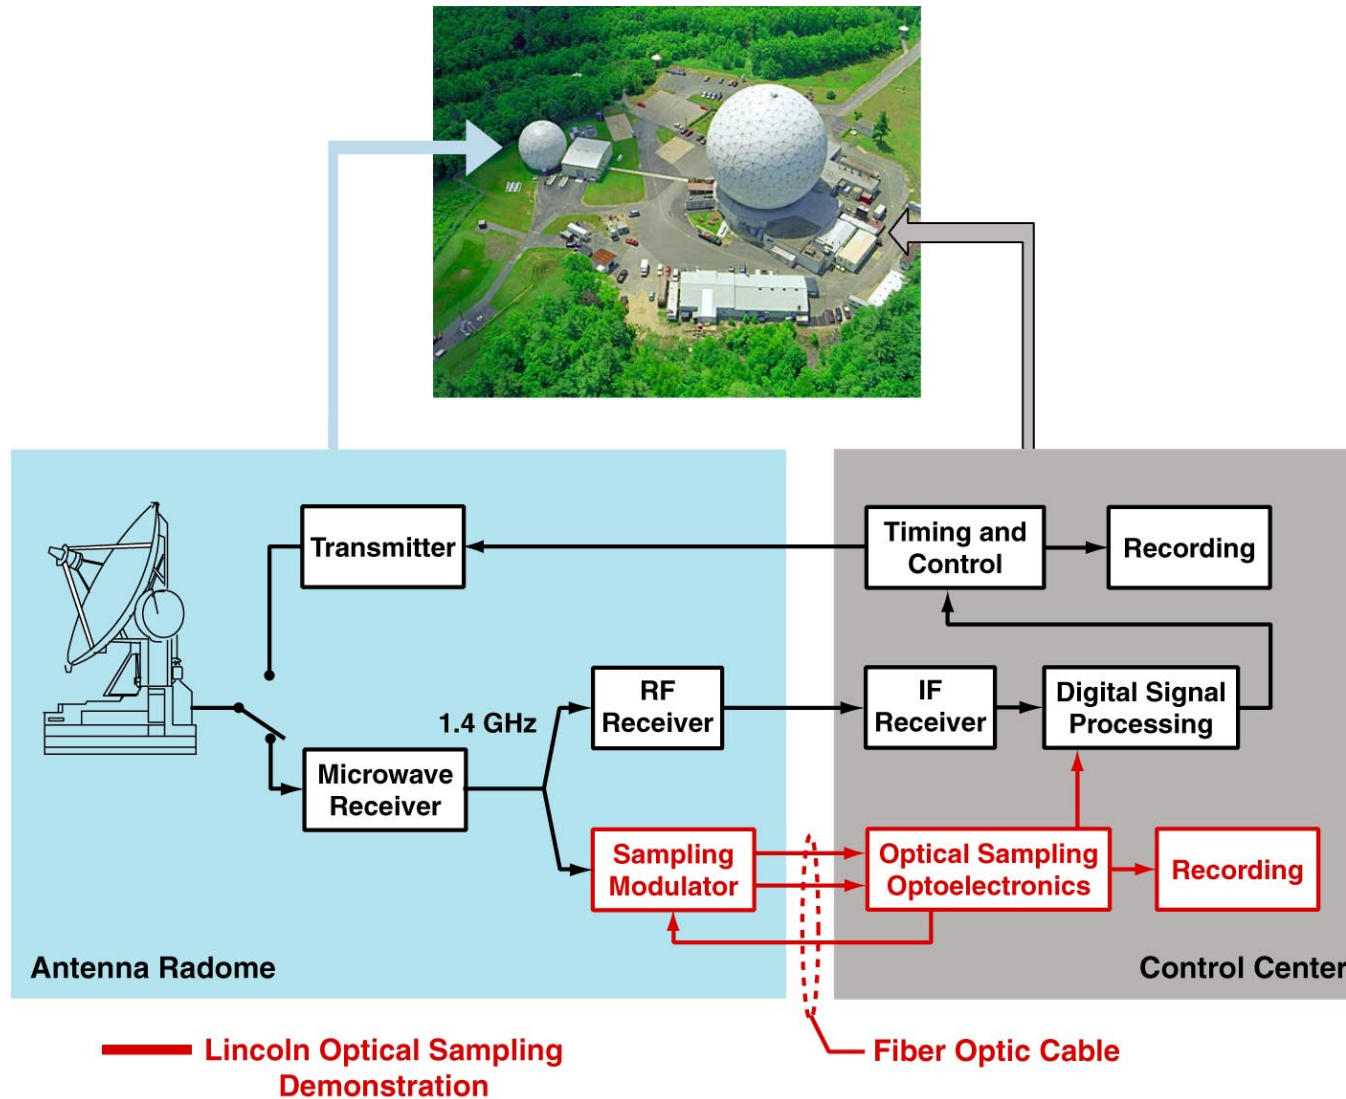 Transmitter
Timing and
Control
Recording
RF
Receiver
IF
Receiver
Digital Signal
Processing
1.4 GHz
Microwave
Receiver
Sampling
Modulator
Optical Sampling
Optoelectronics
Recording
Antenna Radome
Control Center
Lincoln Optical Sampling
Demonstration
Fiber Optic Cable